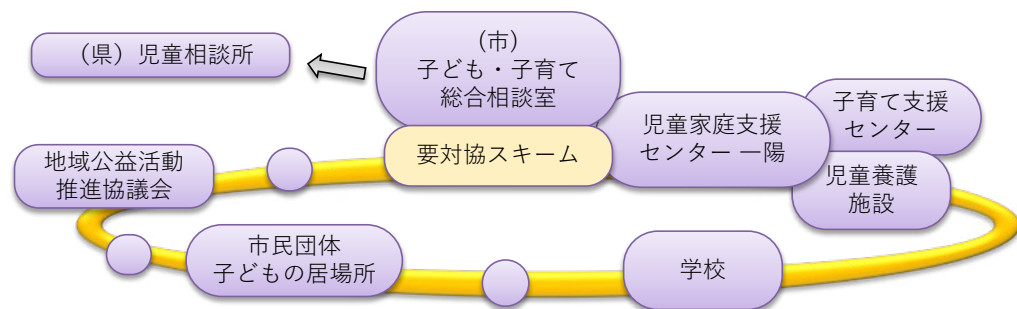 （県）児童相談所
（市）
子ども・子育て
総合相談室
要対協スキーム
児童家庭支援
センター 一陽
子育て支援
センター
児童養護
施設
地域公益活動
推進協議会
市民団体
子どもの居場所
学校